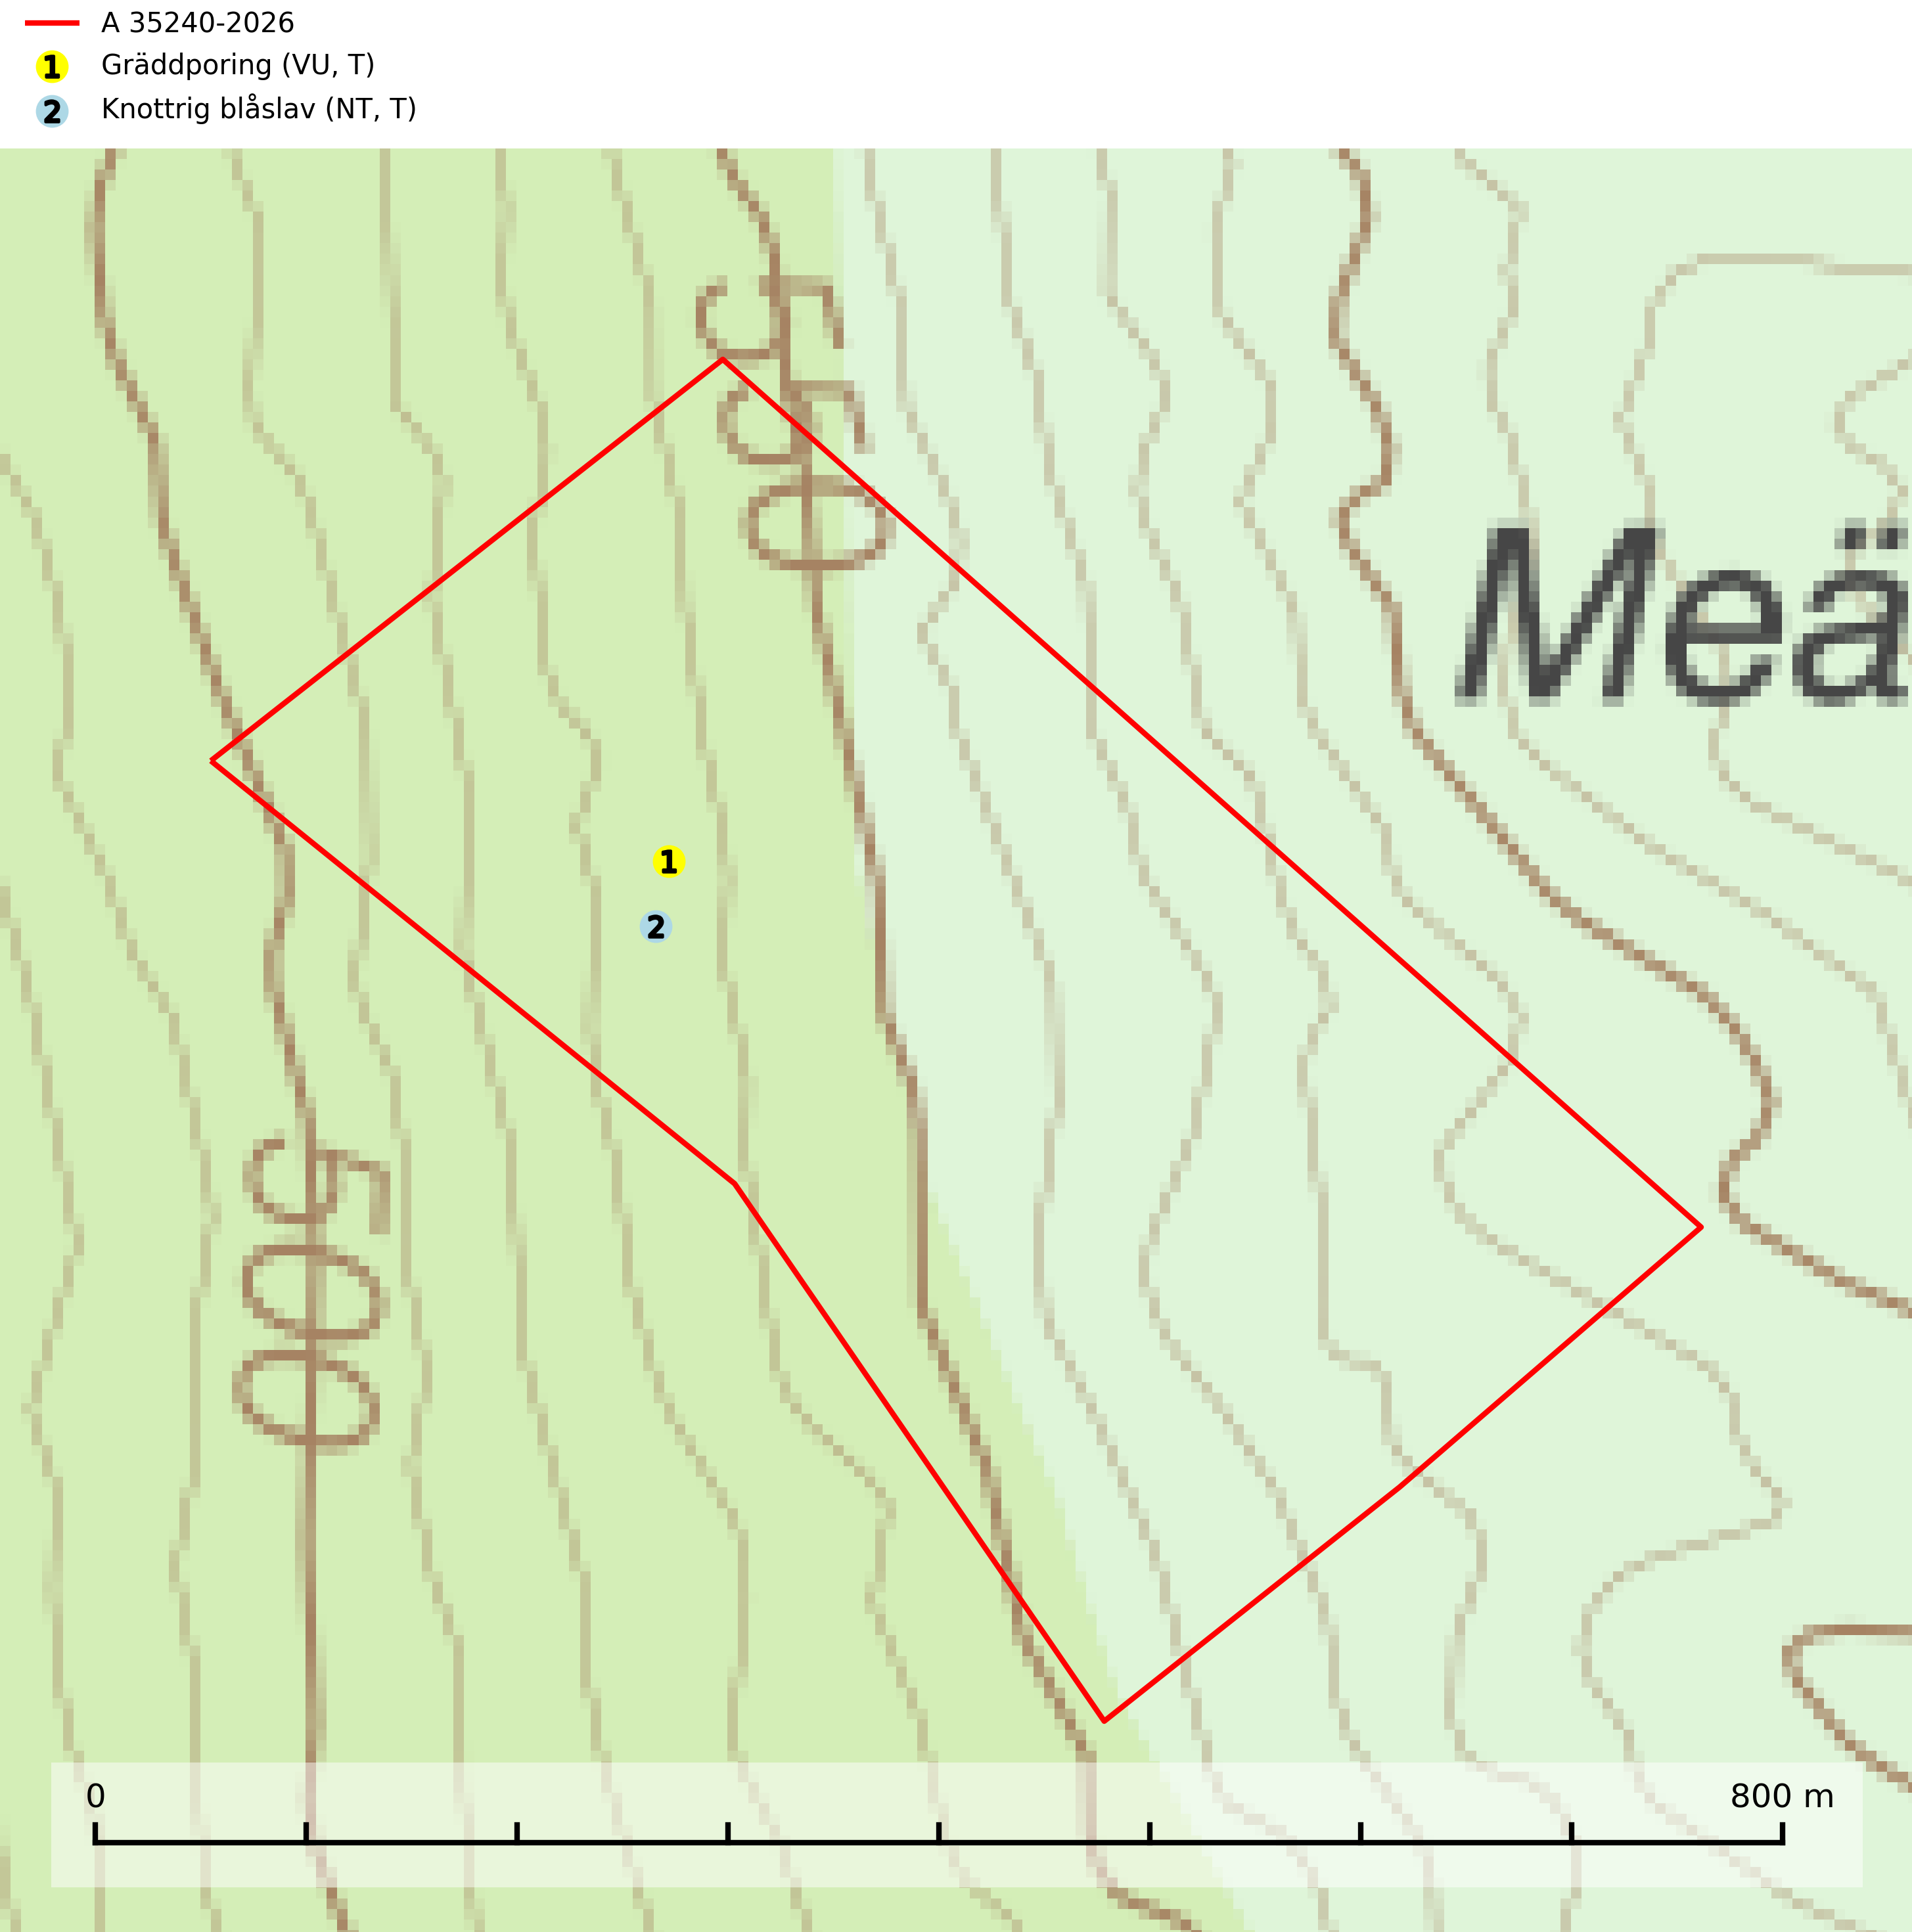 A 35240-2026
1 Gräddporing (VU, T)
2 Knottrig blåslav (NT, T)
550
Meä
1
2
500
0 800 m